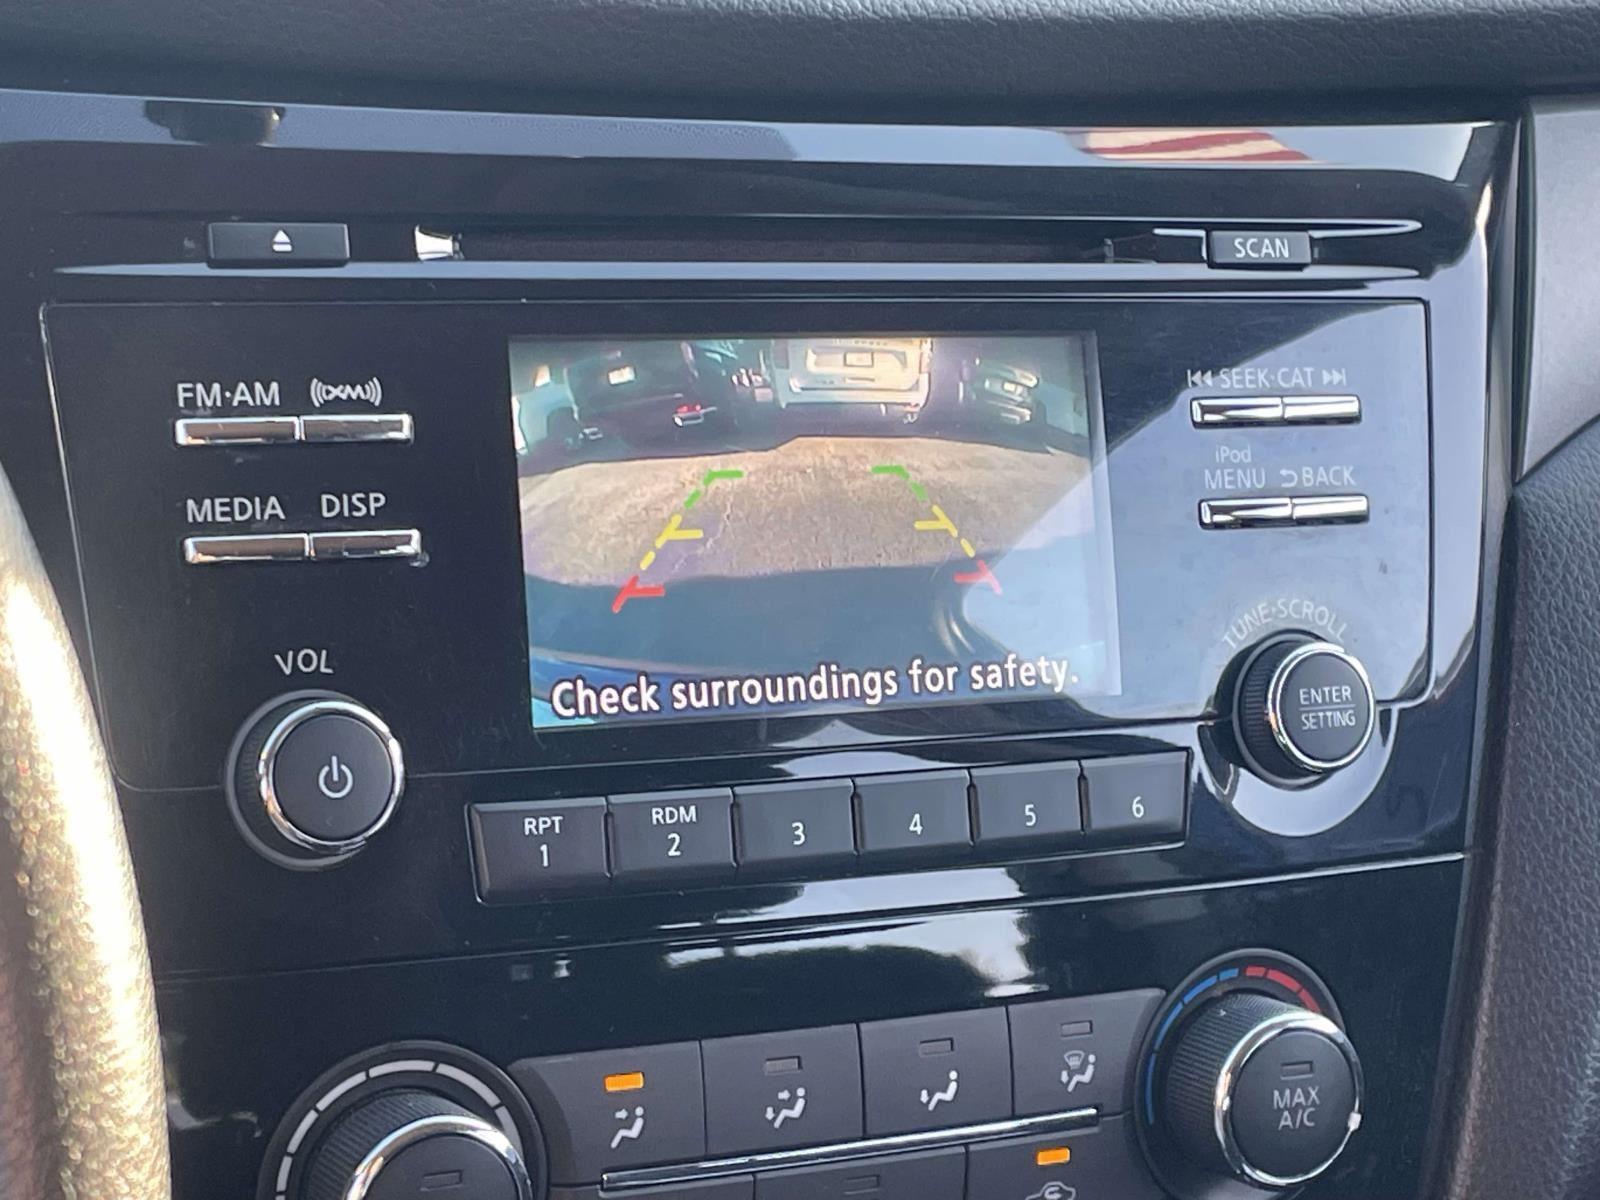 SCAN
FM·AM
((XM))
SEEK·CAT
iPod
MENU
BACK
MEDIA
DISP
TUNE·SCROLL
VOL
Check surroundings for safety.
ENTER
SETTING
RPT
1
RDM
2
3
4
5
6
MAX
A/C